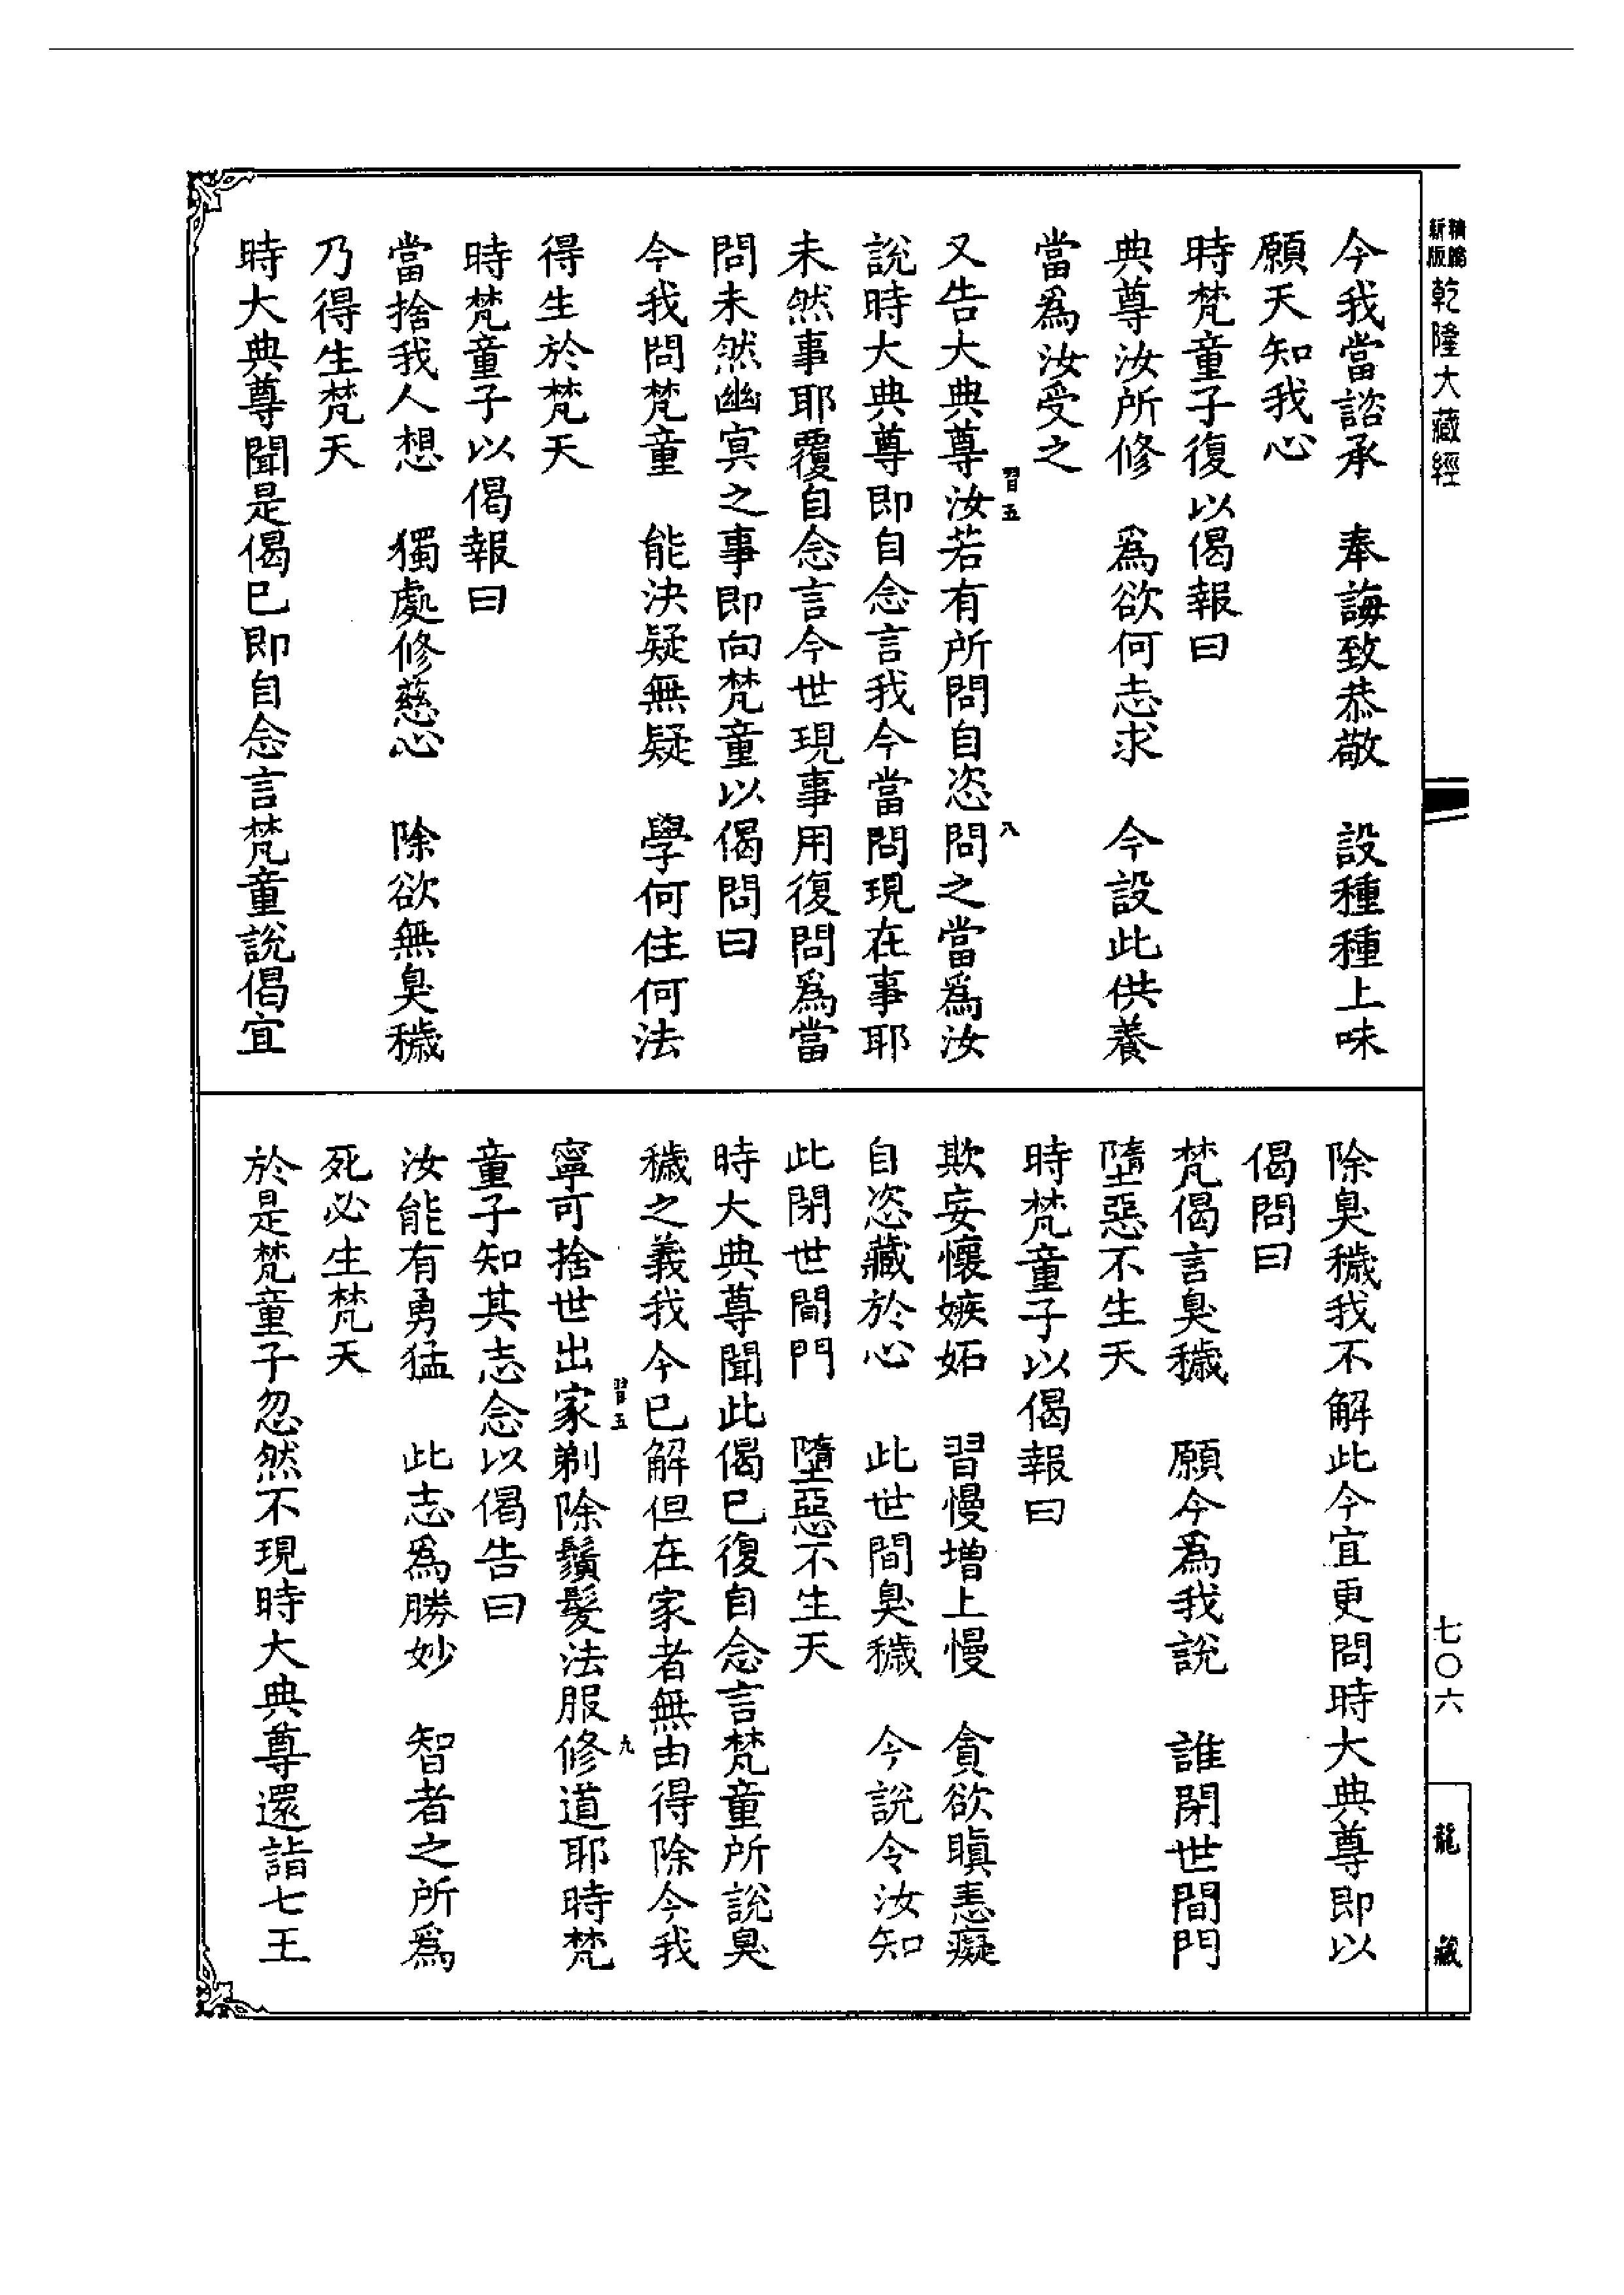 新版
乾隆大藏經
今我當諮承　奉誨致恭敬　設種種上味
願天知我心
時梵童子復以偈報曰
典尊汝所修　爲欲何志求　今設此供養
當爲汝受之
習五
八
又告大典尊汝若有所問自恣問之當爲汝
說時大典尊即自念言我今當問現在事耶
未然事耶覆自念言今世現事用復問爲當
問未然幽冥之事即向梵童以偈問曰
今我問梵童　能決疑無疑　學何住何法
得生於梵天
時梵童子以偈報曰
當捨我人想　獨處修慈心　除欲無臭穢
乃得生梵天
時大典尊聞是偈已即自念言梵童說偈宜
除臭穢我不解此今宜更問時大典尊即以
偈問曰
梵偈言臭穢　願今爲我說　誰閉世間門
墮惡不生天
時梵童子以偈報曰
欺妄懷嫉妬　習慢增上慢　貪欲瞋恚癡
自恣藏於心　此世間臭穢　今說令汝知
此閉世間門　墮惡不生天
時大典尊聞此偈已復自念言梵童所說臭
穢之義我今已解但在家者無由得除今我
習五
九
寧可捨世出家剃除鬚髮法服修道耶時梵
童子知其志念以偈告曰
汝能有勇猛　此志爲勝妙　智者之所爲
死必生梵天
於是梵童子忽然不現時大典尊還詣七王
七〇六
龍藏